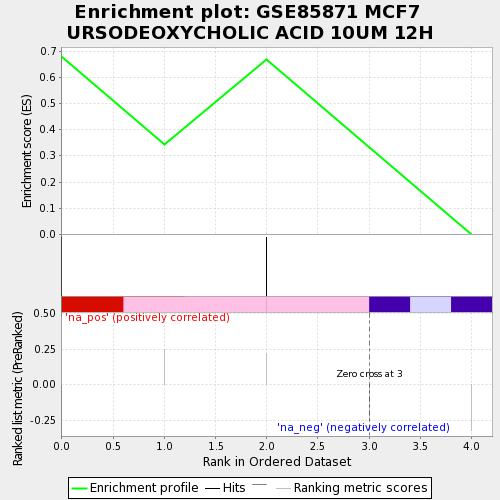 Enrichment plot: GSE85871 MCF7
URSODEOXYCHOLIC ACID 10UM 12H
Enrichment score (ES)
0.7
0.6
0.5
0.4
0.3
0.2
0.1
0.0
Ranked list metric (PreRanked)
0.50
0.25
0.00
-0.25
'na_pos' (positively correlated)
Zero cross at 3
'na_neg' (negatively correlated)
0.0 0.5 1.0 1.5 2.0 2.5 3.0 3.5 4.0
Rank in Ordered Dataset
Enrichment profile Hits Ranking metric scores